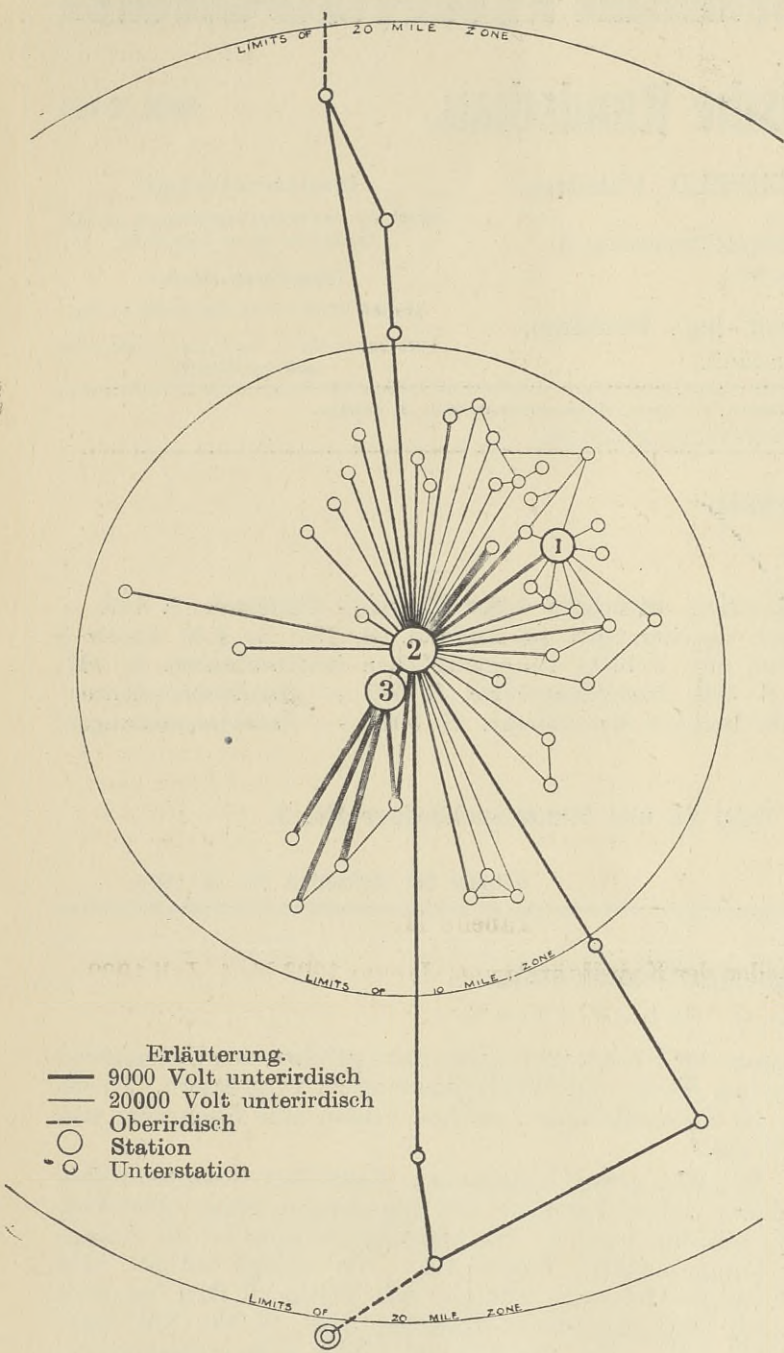 LIMITS OF 20 MILE ZONE
1
2
3
LIMITS OF 10 MILE ZONE
Erläuterung.
9000 Volt unterirdisch
20000 Volt unterirdisch
Oberirdisch
Station
Unterstation
LIMITS OF 20 MILE ZONE